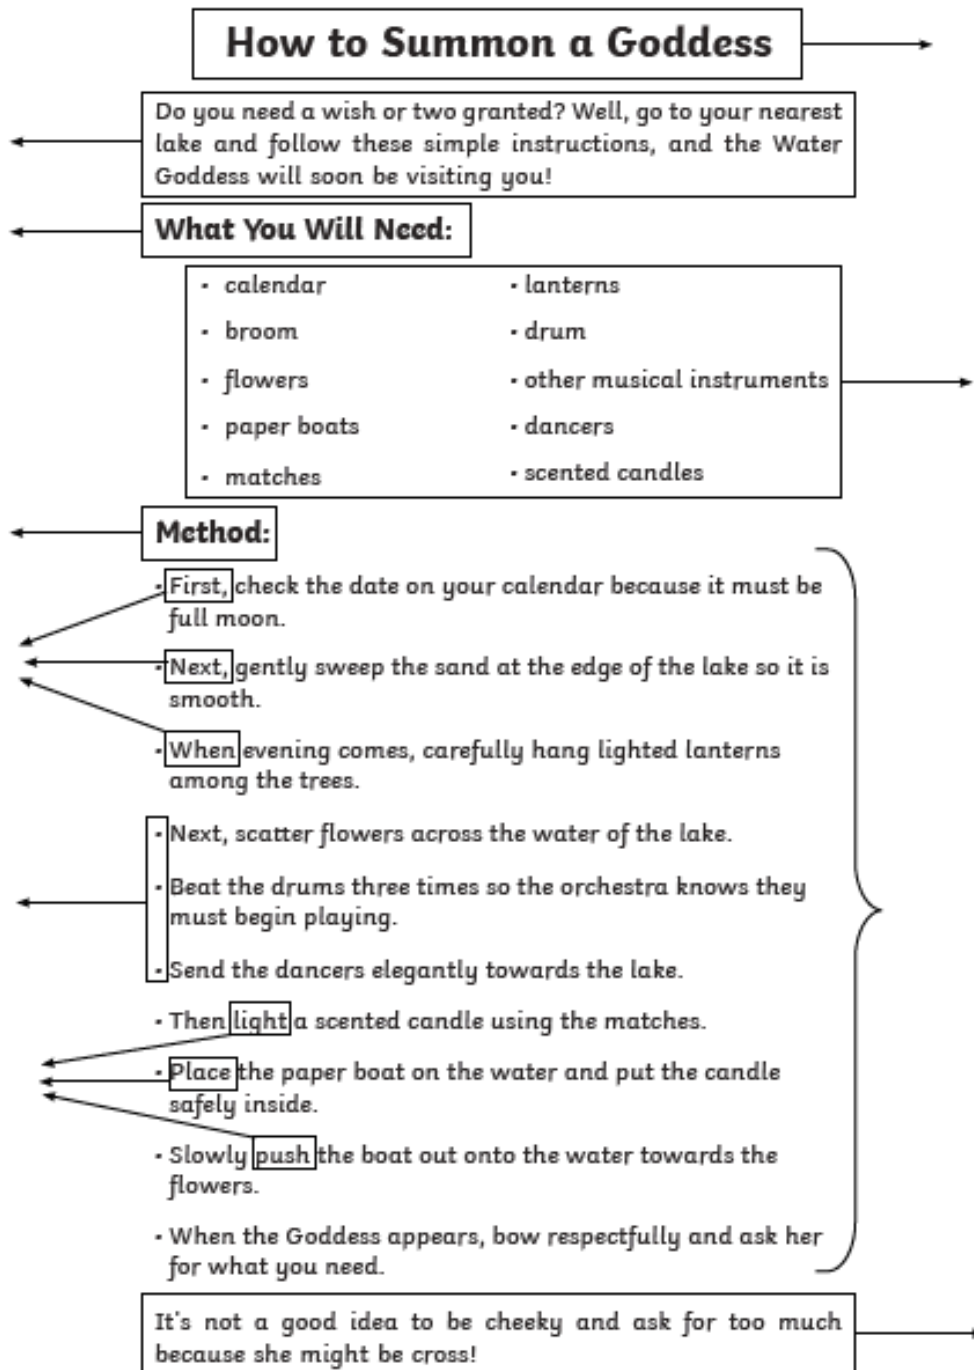 How to Summon a Goddess
Do you need a wish or two granted? Well, go to your nearest
lake and follow these simple instructions, and the Water
Goddess will soon be visiting you!
What You Will Need:
• calendar
• broom
• flowers
• paper boats
• matches
• lanterns
• drum
• other musical instruments
• dancers
• scented candles
Method:
• First, check the date on your calendar because it must be
full moon.
• Next, gently sweep the sand at the edge of the lake so it is
smooth.
• When evening comes, carefully hang lighted lanterns
among the trees.
• Next, scatter flowers across the water of the lake.
• Beat the drums three times so the orchestra knows they
must begin playing.
• Send the dancers elegantly towards the lake.
• Then light a scented candle using the matches.
• Place the paper boat on the water and put the candle
safely inside.
• Slowly push the boat out onto the water towards the
flowers.
• When the Goddess appears, bow respectfully and ask her
for what you need.
It's not a good idea to be cheeky and ask for too much
because she might be cross!